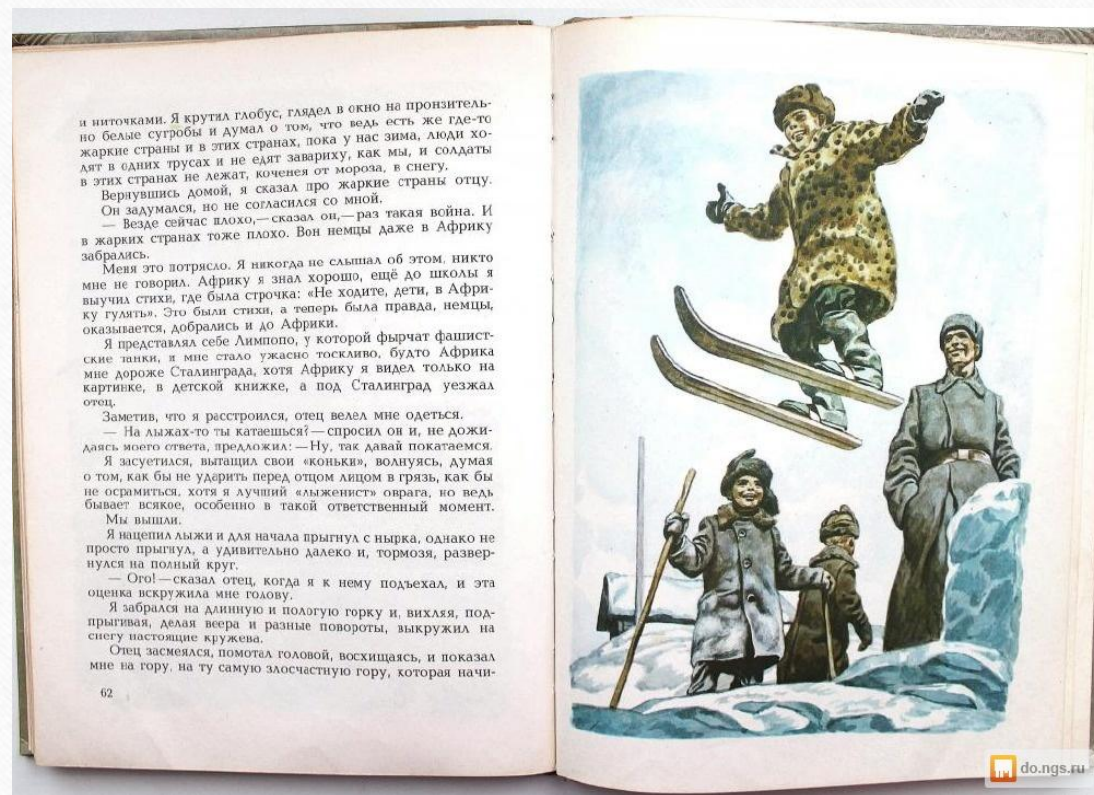 и ниточками. Я крутил глобус, глядел в окно на пронзитель-
но белые сугробы и думал о том, что ведь есть же где-то
жаркие страны и в этих странах, пока у нас зима, люди хо-
дят в одних трусах и не едят завариху, как мы, и солдаты
в этих странах не лежат, коченея от мороза, в снегу.
Вернувшись домой, я сказал про жаркие страны отцу.
Он задумался, но не согласился со мной.
— Везде сейчас плохо,— сказал он,— раз такая война. И
в жарких странах тоже плохо. Вон немцы даже в Африку
забрались.
Меня это потрясло. Я никогда не слышал об этом, никто
мне не говорил. Африку я знал хорошо, ещё до школы я
выучил стихи, где была строчка: «Не ходите, дети, в Афри-
ку гулять». Это были стихи, а теперь была правда, немцы,
оказывается, добрались и до Африки.
Я представлял себе Лимпопо, у которой фырчат фашист-
ские танки, и мне стало ужасно тоскливо, будто Африка
мне дороже Сталинграда, хотя Африку я видел только на
картинке, в детской книжке, а под Сталинград уезжал
отец.
Заметив, что я расстроился, отец велел мне одеться.
— На лыжах-то ты катаешься? — спросил он и, не дожи-
даясь моего ответа, предложил: — Ну, так давай покатаемся.
Я засуетился, вытащил свои «коньки», волнуясь, думая
о том, как бы не ударить перед отцом лицом в грязь, как бы
не осрамиться, хотя я лучший «лыженист» оврага, но ведь
бывает всякое, особенно в такой ответственный момент.
Мы вышли.
Я нацепил лыжи и для начала прыгнул с нырка, однако не
просто прыгнул, а удивительно далеко и, тормозя, развер-
нулся на полный круг.
— Ого! — сказал отец, когда я к нему подъехал, и эта
оценка вскружила мне голову.
Я забрался на длинную и пологую горку и, вихляя, под-
прыгивая, делая веера и разные повороты, выкружил на
снегу настоящие кружева.
Отец засмеялся, помотал головой, восхищаясь, и показал
мне на гору, на ту самую злосчастную гору, которая начи-
62
do.ngs.ru